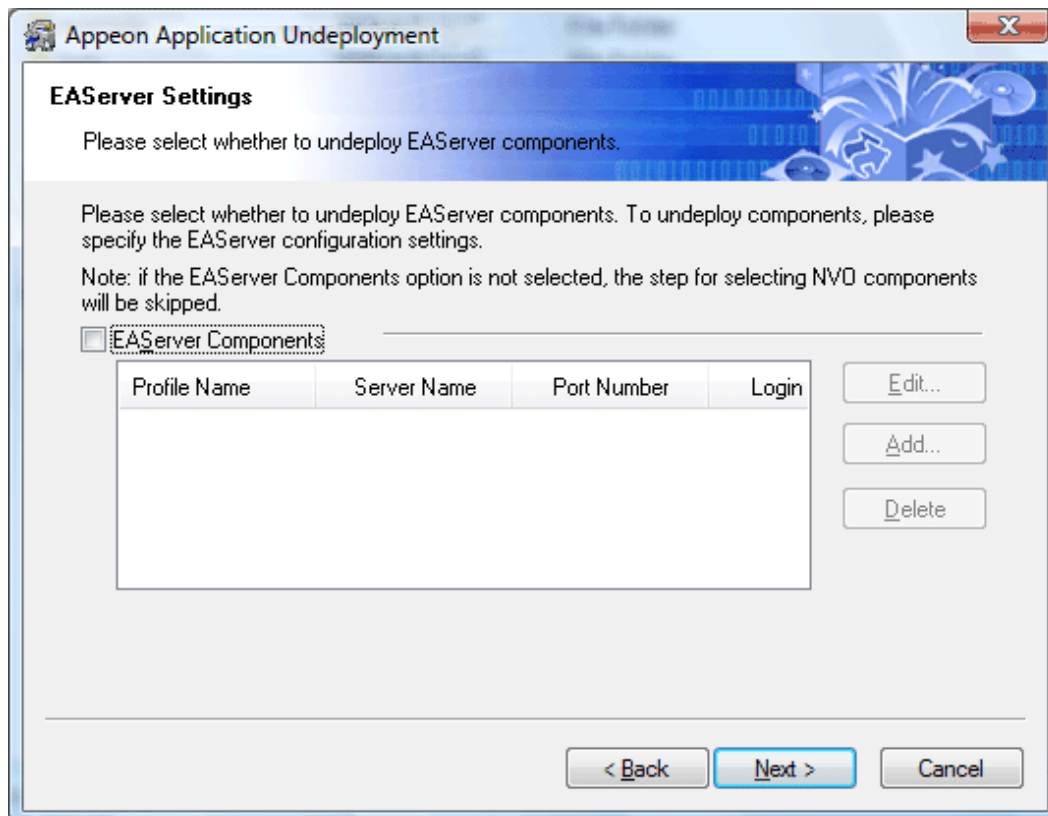 Appeon Application Undeployment
EAServer Settings
Please select whether to undeploy EAServer components.
Please select whether to undeploy EAServer components. To undeploy components, please
specify the EAServer configuration settings.
Note: if the EAServer Components option is not selected, the step for selecting NVO components
will be skipped.
EAServer Components
Profile Name Server Name Port Number Login
Edit...
Add...
Delete
< Back Next > Cancel